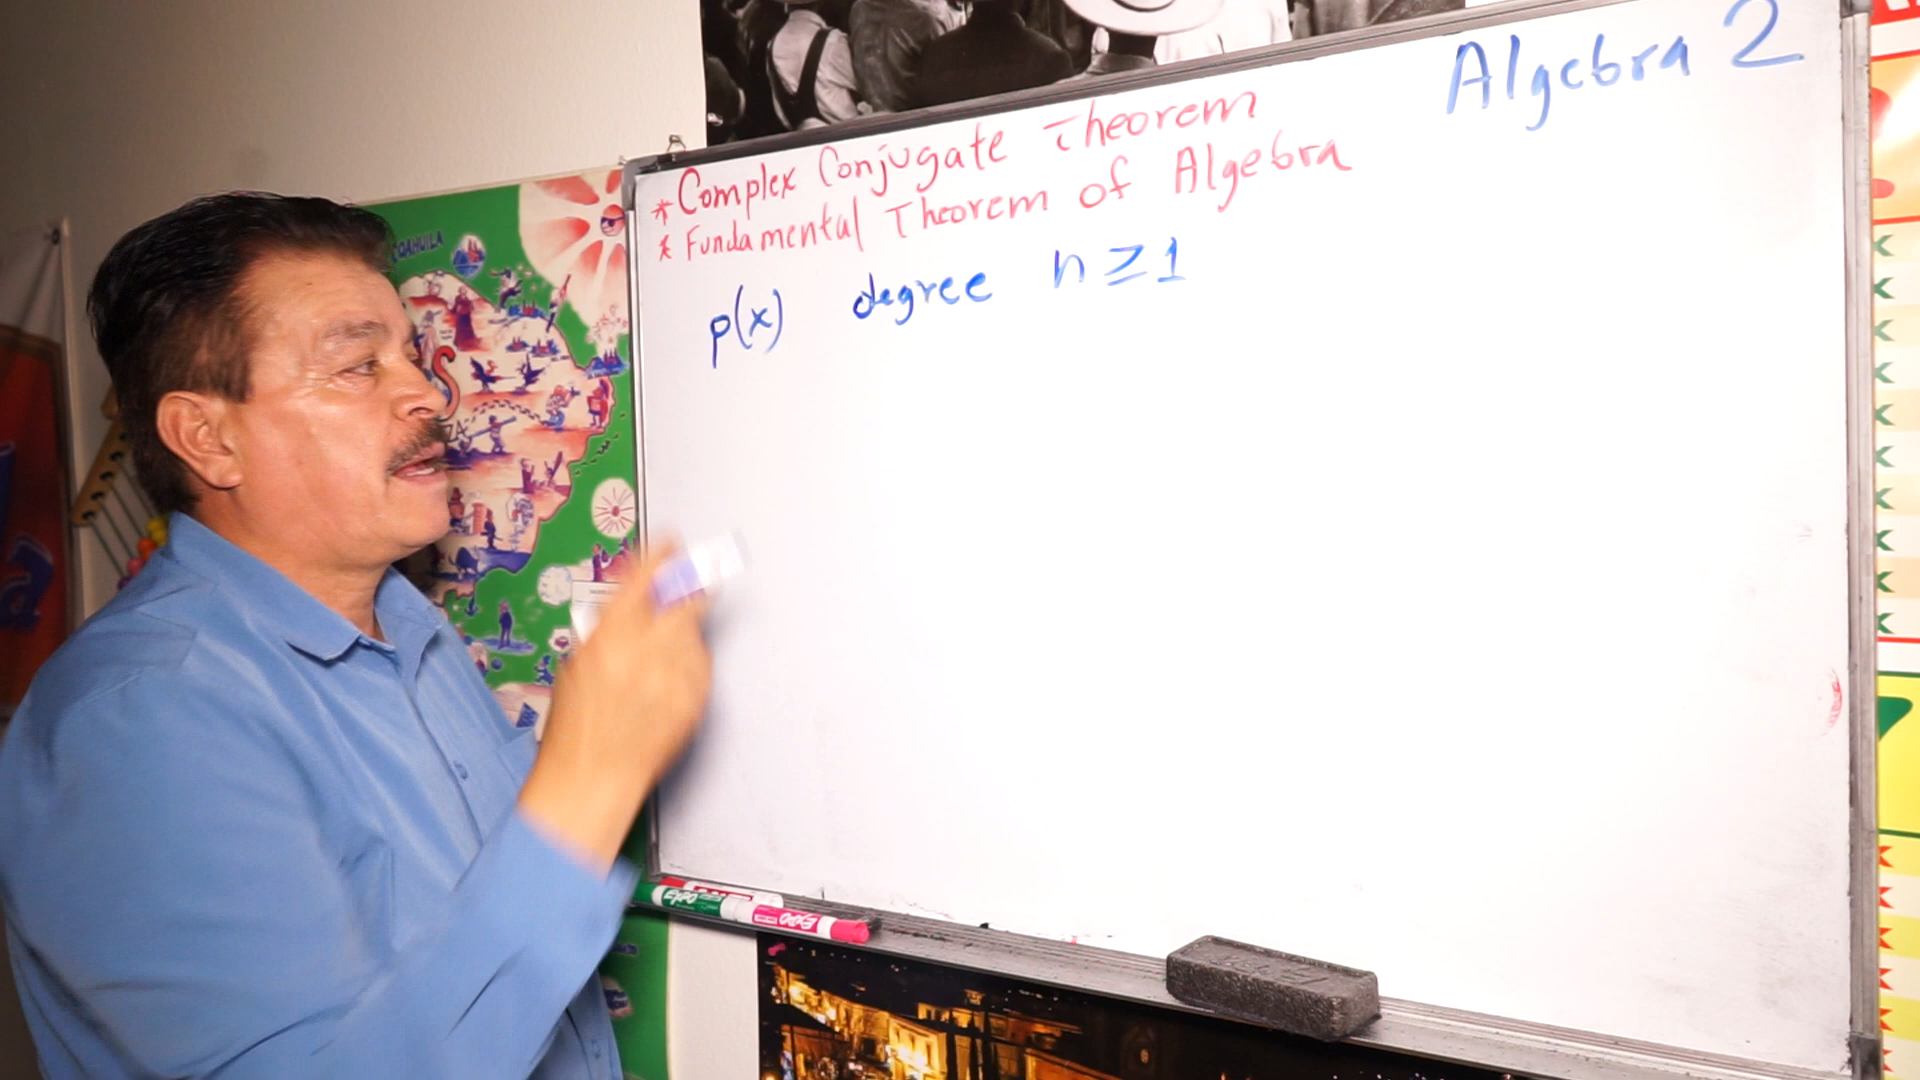 Algebra 2
* Complex Conjugate Theorem
* Fundamental Theorem of Algebra
p(x) degree n ≥ 1
COAHUILA
EXPO
EXPO